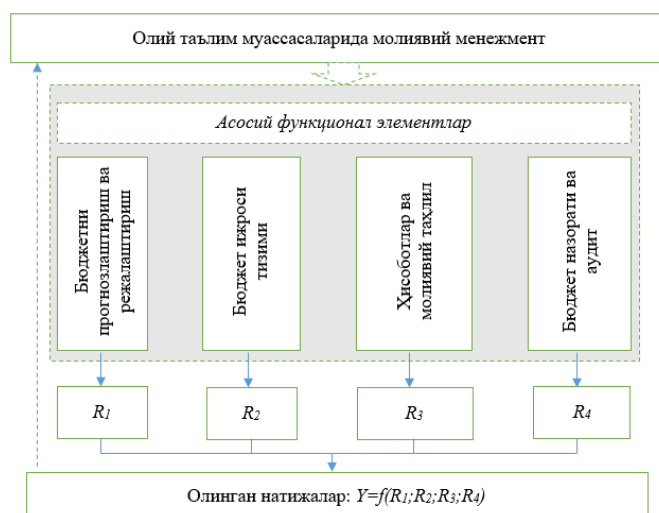 Олий таълим муассасаларида молиявий менежмент
Асосий функционал элементлар
Бюджетни
прогнозлаштириш ва
режалаштириш
Бюджет ижроси
тизими
Ҳисоботлар ва
молиявий таҳлил
Бюджет назорати ва
аудит
R1
R2
R3
R4
Олинган натижалар: Y=f(R1;R2;R3;R4)